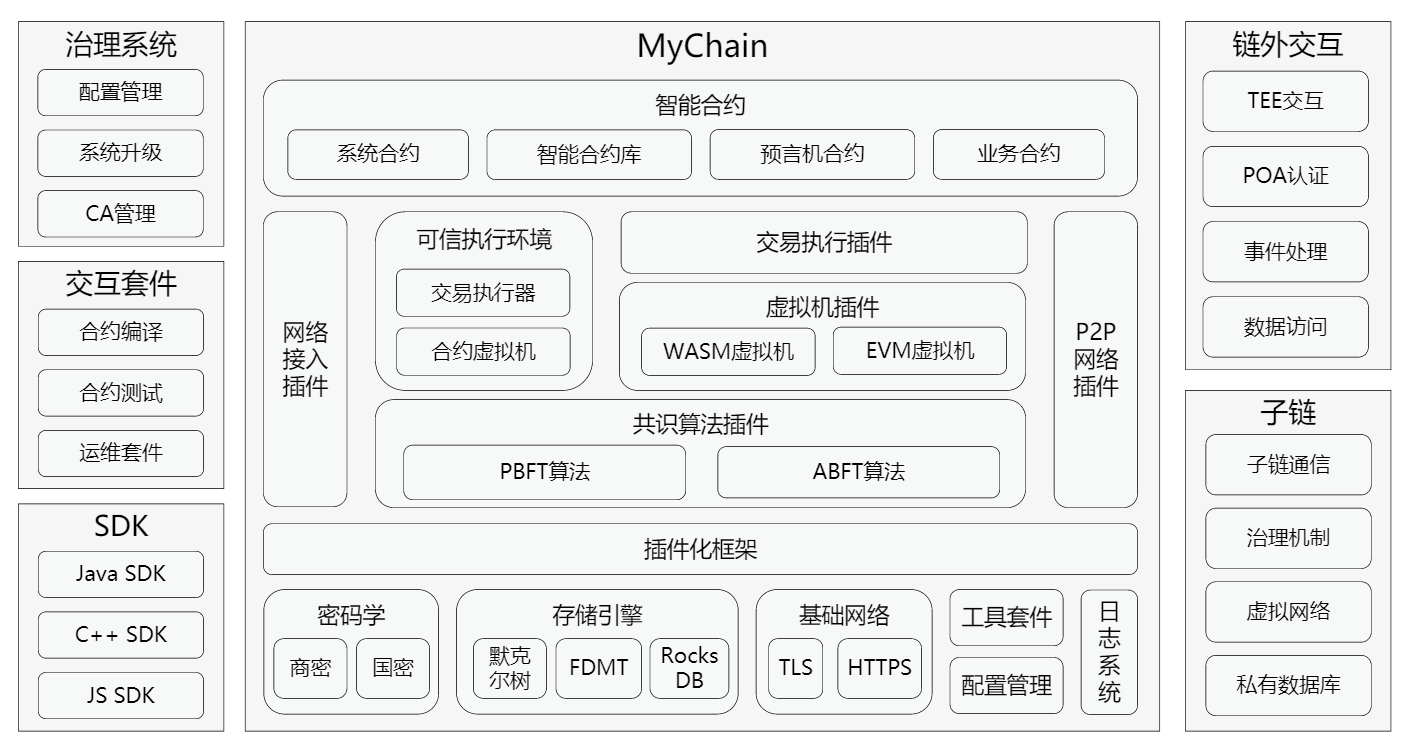 治理系统
配置管理
系统升级
CA管理
交互套件
合约编译
合约测试
运维套件
SDK
Java SDK
C++ SDK
JS SDK
MyChain
智能合约
系统合约
智能合约库
预言机合约
业务合约
网络
接入
插件
可信执行环境
交易执行器
合约虚拟机
交易执行插件
虚拟机插件
WASM虚拟机
EVM虚拟机
共识算法插件
PBFT算法
ABFT算法
P2P
网络
插件
插件化框架
密码学
商密
国密
存储引擎
默克
尔树
FDMT
Rocks
DB
基础网络
TLS
HTTPS
工具套件
配置管理
日
志
系
统
链外交互
TEE交互
POA认证
事件处理
数据访问
子链
子链通信
治理机制
虚拟网络
私有数据库